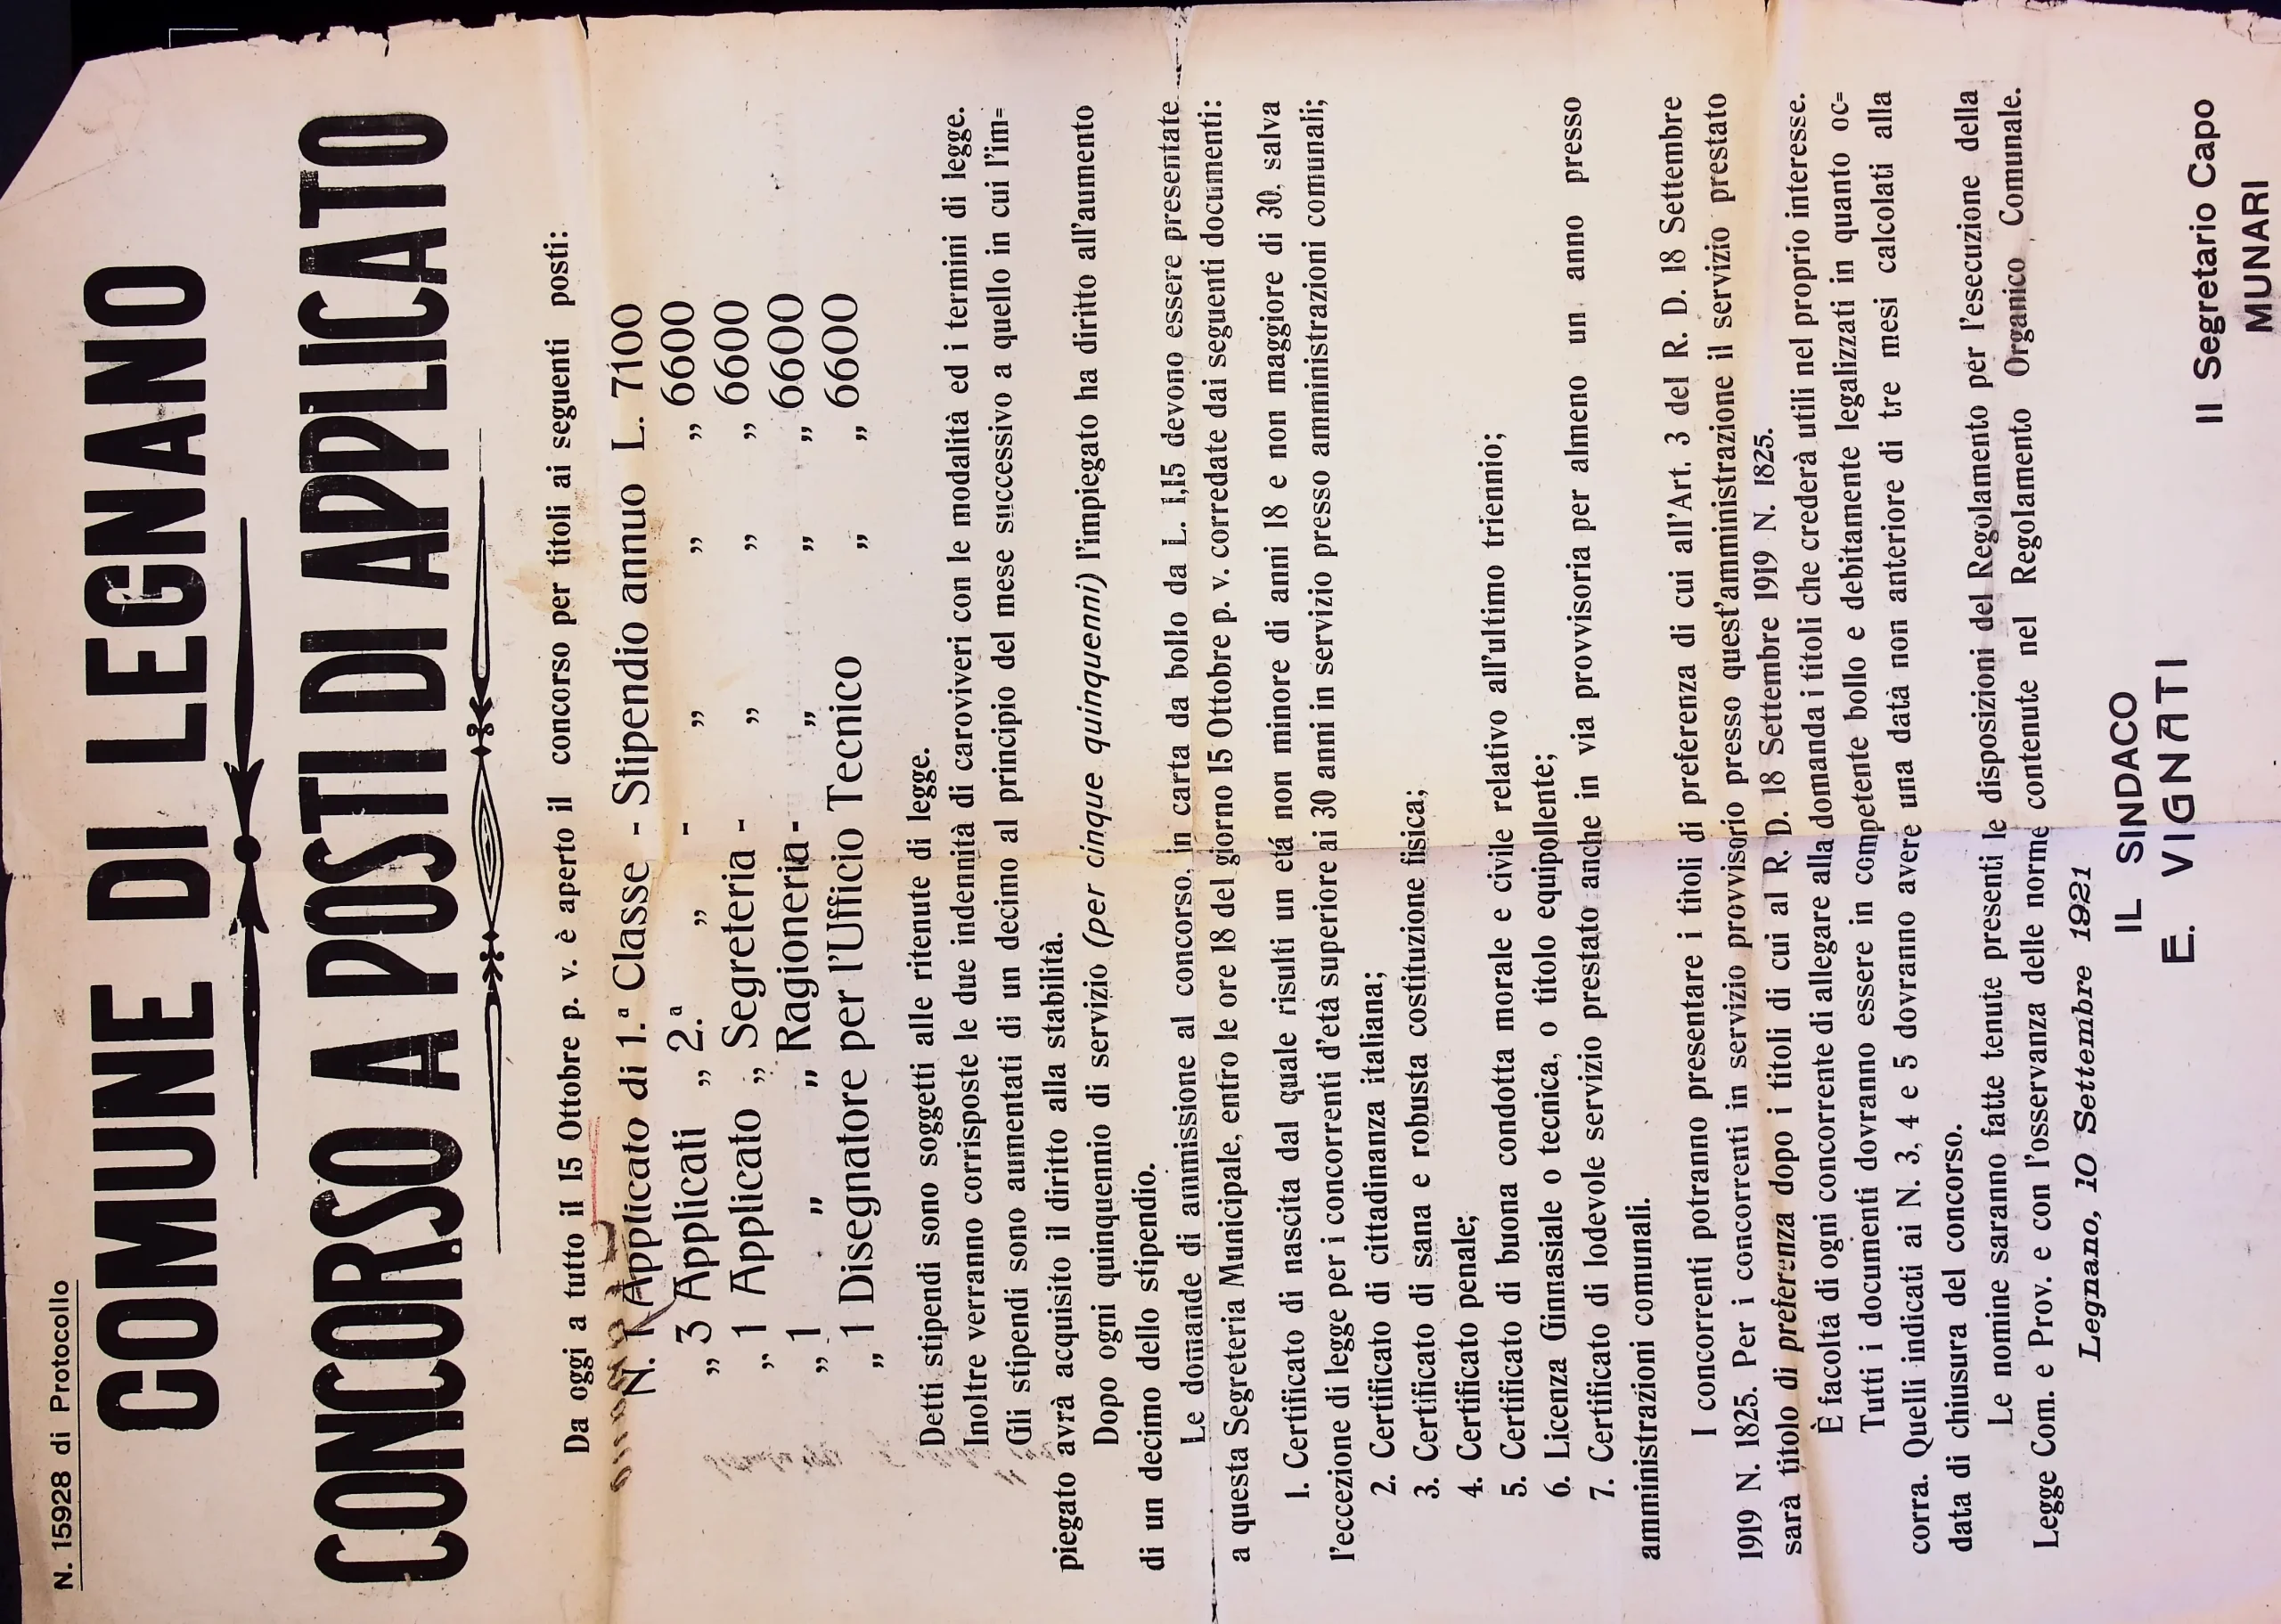 N. 15928 di Protocollo
COMUNE DI LEGNANO
CONCORSO A POSTI DI APPLICATO
Da oggi a tutto il 15 Ottobre p. v. è aperto il concorso per titoli ai seguenti posti:
N. 1 Applicato di 1.ª Classe - Stipendio annuo L. 7100
„ 3 Applicati „ 2.ª „ - „ „ „ 6600
„ 1 Applicato „ Segreteria - „ „ „ 6600
„ 1 „ „ Ragioneria - „ „ „ 6600
„ 1 Disegnatore per l'Ufficio Tecnico „ „ 6600
Detti stipendi sono soggetti alle ritenute di legge.
Inoltre verranno corrisposte le due indennità di caroviveri con le modalità ed i termini di legge.
Gli stipendi sono aumentati di un decimo al principio del mese successivo a quello in cui l'im=
piegato avrà acquisito il diritto alla stabilità.
Dopo ogni quinquennio di servizio (per cinque quinquenni) l'impiegato ha diritto all'aumento
di un decimo dello stipendio.
Le domande di ammissione al concorso, in carta da bollo da L. 1,15 devono essere presentate
a questa Segreteria Municipale, entro le ore 18 del giorno 15 Ottobre p. v. corredate dai seguenti documenti:
1. Certificato di nascita dal quale risulti un etá non minore di anni 18 e non maggiore di 30, salva
l'eccezione di legge per i concorrenti d'età superiore ai 30 anni in servizio presso amministrazioni comunali;
2. Certificato di cittadinanza italiana;
3. Certificato di sana e robusta costituzione fisica;
4. Certificato penale;
5. Certificato di buona condotta morale e civile relativo all'ultimo triennio;
6. Licenza Ginnasiale o tecnica, o titolo equipollente;
7. Certificato di lodevole servizio prestato anche in via provvisoria per almeno un anno presso
amministrazioni comunali.
I concorrenti potranno presentare i titoli di preferenza di cui all'Art. 3 del R. D. 18 Settembre
1919 N. 1825. Per i concorrenti in servizio provvisorio presso quest'amministrazione il servizio prestato
sarà titolo di preferenza dopo i titoli di cui al R. D. 18 Settembre 1919 N. 1825.
È facoltà di ogni concorrente di allegare alla domanda i titoli che crederà utili nel proprio interesse.
Tutti i documenti dovranno essere in competente bollo e debitamente legalizzati in quanto oc=
corra. Quelli indicati ai N. 3, 4 e 5 dovranno avere una datà non anteriore di tre mesi calcolati alla
data di chiusura del concorso.
Le nomine saranno fatte tenute presenti le disposizioni del Regolamento per l'esecuzione della
Legge Com. e Prov. e con l'osservanza delle norme contenute nel Regolamento Organico Comunale.
Legnano, 10 Settembre 1921
IL SINDACO
E. VIGNATI
Il Segretario Capo
MUNARI